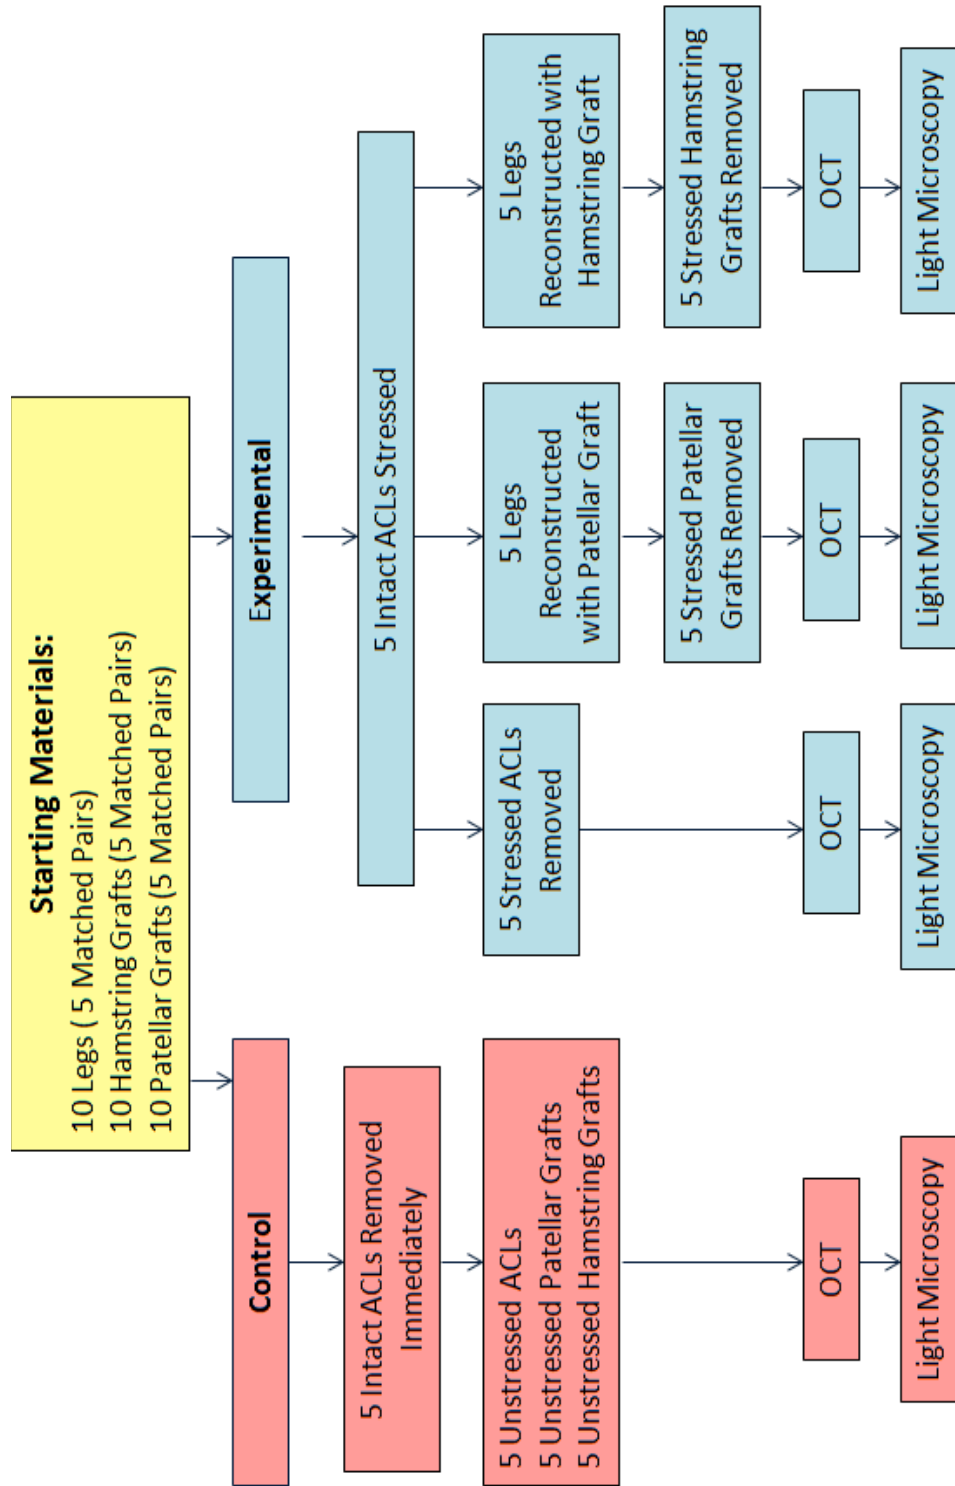 Starting Materials:
10 Legs ( 5 Matched Pairs)
10 Hamstring Grafts (5 Matched Pairs)
10 Patellar Grafts (5 Matched Pairs)
Control
5 Intact ACLs Removed
Immediately
5 Unstressed ACLs
5 Unstressed Patellar Grafts
5 Unstressed Hamstring Grafts
OCT
Light Microscopy
Experimental
5 Intact ACLs Stressed
5 Stressed ACLs
Removed
OCT
Light Microscopy
5 Legs
Reconstructed
with Patellar Graft
5 Stressed Patellar
Grafts Removed
OCT
Light Microscopy
5 Legs
Reconstructed with
Hamstring Graft
5 Stressed Hamstring
Grafts Removed
OCT
Light Microscopy